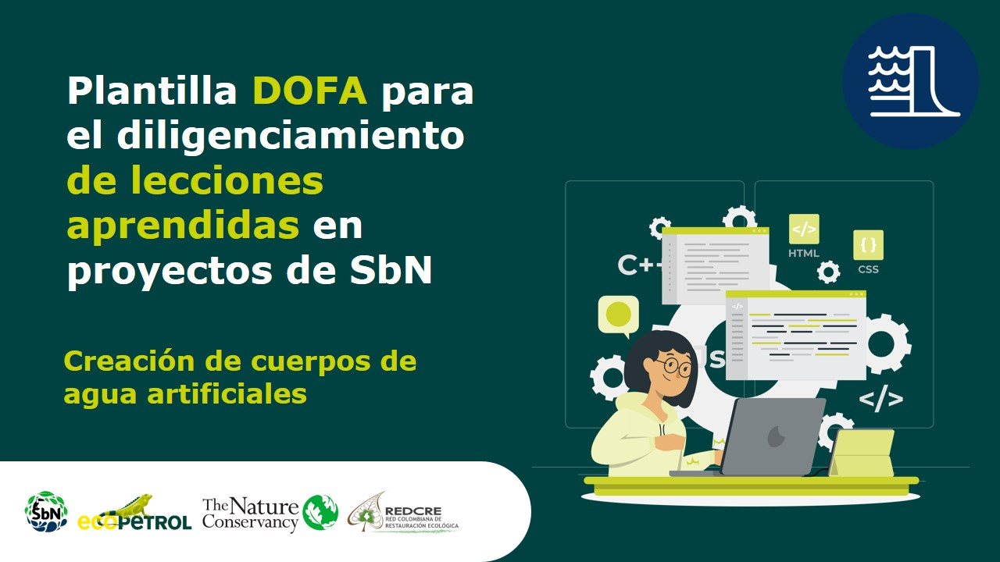 Plantilla DOFA para
el diligenciamiento
de lecciones
aprendidas en
proyectos de SbN
Creación de cuerpos de
agua artificiales
C++
</>
HTML
{ }
CSS
</>
Js
</>
SbN
ecoPETROL
The Nature
Conservancy
REDCRE
RED COLOMBIANA DE
RESTAURACIÓN ECOLÓGICA